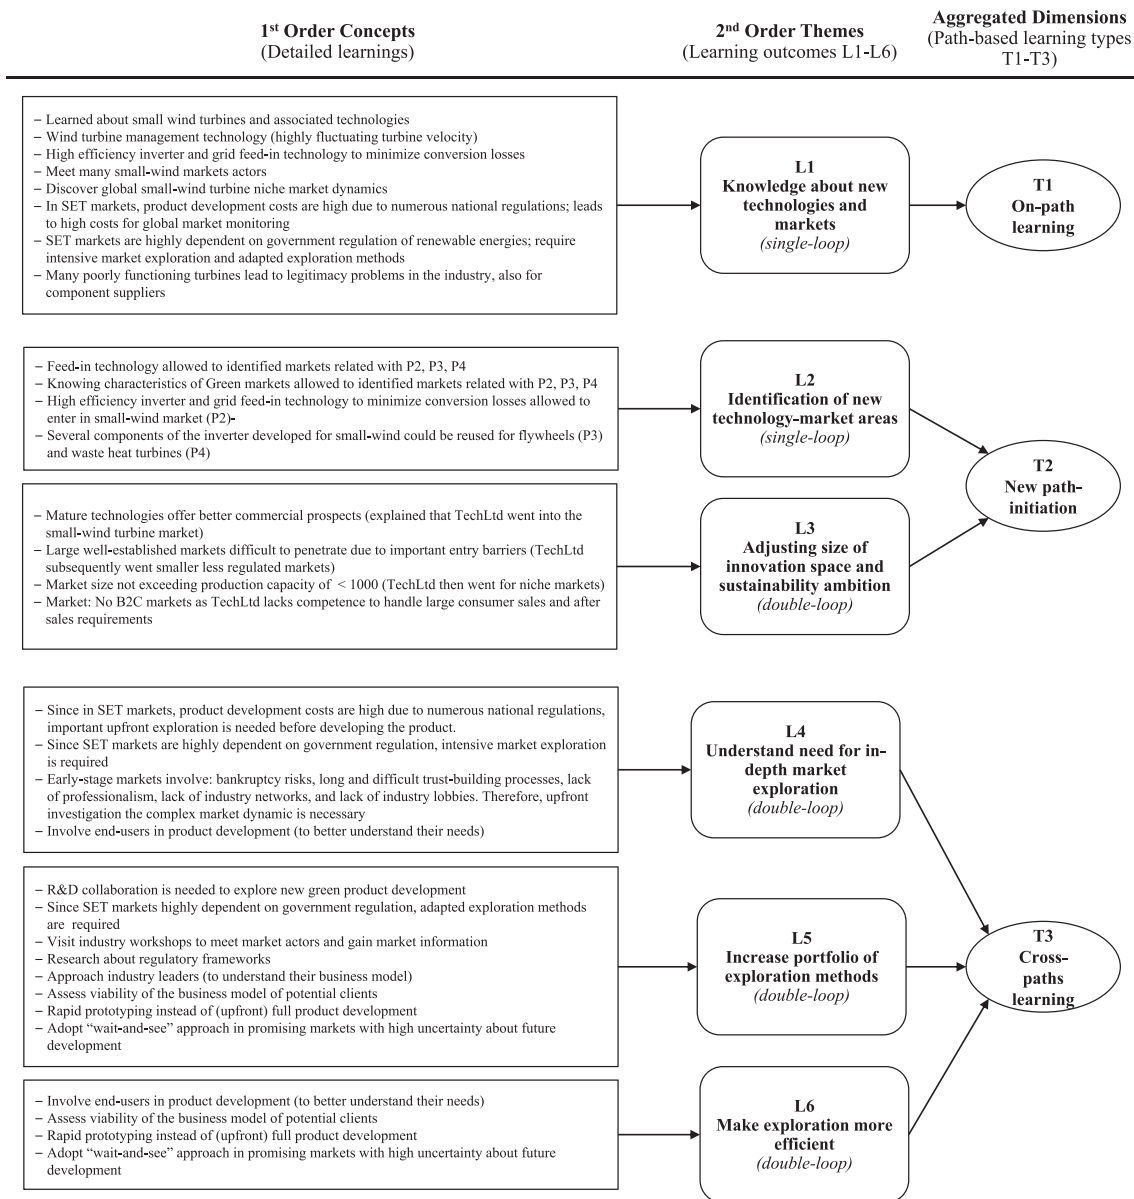 1st Order Concepts
(Detailed learnings)
2nd Order Themes
(Learning outcomes L1-L6)
Aggregated Dimensions
(Path-based learning types
T1-T3)
– Learned about small wind turbines and associated technologies
– Wind turbine management technology (highly fluctuating turbine velocity)
– High efficiency inverter and grid feed-in technology to minimize conversion losses
– Meet many small-wind markets actors
– Discover global small-wind turbine niche market dynamics
– In SET markets, product development costs are high due to numerous national regulations; leads
to high costs for global market monitoring
– SET markets are highly dependent on government regulation of renewable energies; require
intensive market exploration and adapted exploration methods
– Many poorly functioning turbines lead to legitimacy problems in the industry, also for
component suppliers
L1
Knowledge about new
technologies and
markets
(single-loop)
T1
On-path
learning
– Feed-in technology allowed to identified markets related with P2, P3, P4
– Knowing characteristics of Green markets allowed to identified markets related with P2, P3, P4
– High efficiency inverter and grid feed-in technology to minimize conversion losses allowed to
enter in small-wind market (P2)-
– Several components of the inverter developed for small-wind could be reused for flywheels (P3)
and waste heat turbines (P4)
L2
Identification of new
technology-market areas
(single-loop)
– Mature technologies offer better commercial prospects (explained that TechLtd went into the
small-wind turbine market)
– Large well-established markets difficult to penetrate due to important entry barriers (TechLtd
subsequently went smaller less regulated markets)
– Market size not exceeding production capacity of < 1000 (TechLtd then went for niche markets)
– Market: No B2C markets as TechLtd lacks competence to handle large consumer sales and after
sales requirements
L3
Adjusting size of
innovation space and
sustainability ambition
(double-loop)
T2
New path-
initiation
– Since in SET markets, product development costs are high due to numerous national regulations,
important upfront exploration is needed before developing the product.
– Since SET markets are highly dependent on government regulation, intensive market exploration
is required
– Early-stage markets involve: bankruptcy risks, long and difficult trust-building processes, lack
of professionalism, lack of industry networks, and lack of industry lobbies. Therefore, upfront
investigation the complex market dynamic is necessary
– Involve end-users in product development (to better understand their needs)
L4
Understand need for in-
depth market
exploration
(double-loop)
– R&D collaboration is needed to explore new green product development
– Since SET markets highly dependent on government regulation, adapted exploration methods
are required
– Visit industry workshops to meet market actors and gain market information
– Research about regulatory frameworks
– Approach industry leaders (to understand their business model)
– Assess viability of the business model of potential clients
– Rapid prototyping instead of (upfront) full product development
– Adopt “wait-and-see” approach in promising markets with high uncertainty about future
development
L5
Increase portfolio of
exploration methods
(double-loop)
T3
Cross-
paths
learning
– Involve end-users in product development (to better understand their needs)
– Assess viability of the business model of potential clients
– Rapid prototyping instead of (upfront) full product development
– Adopt “wait-and-see” approach in promising markets with high uncertainty about future
development
L6
Make exploration more
efficient
(double-loop)